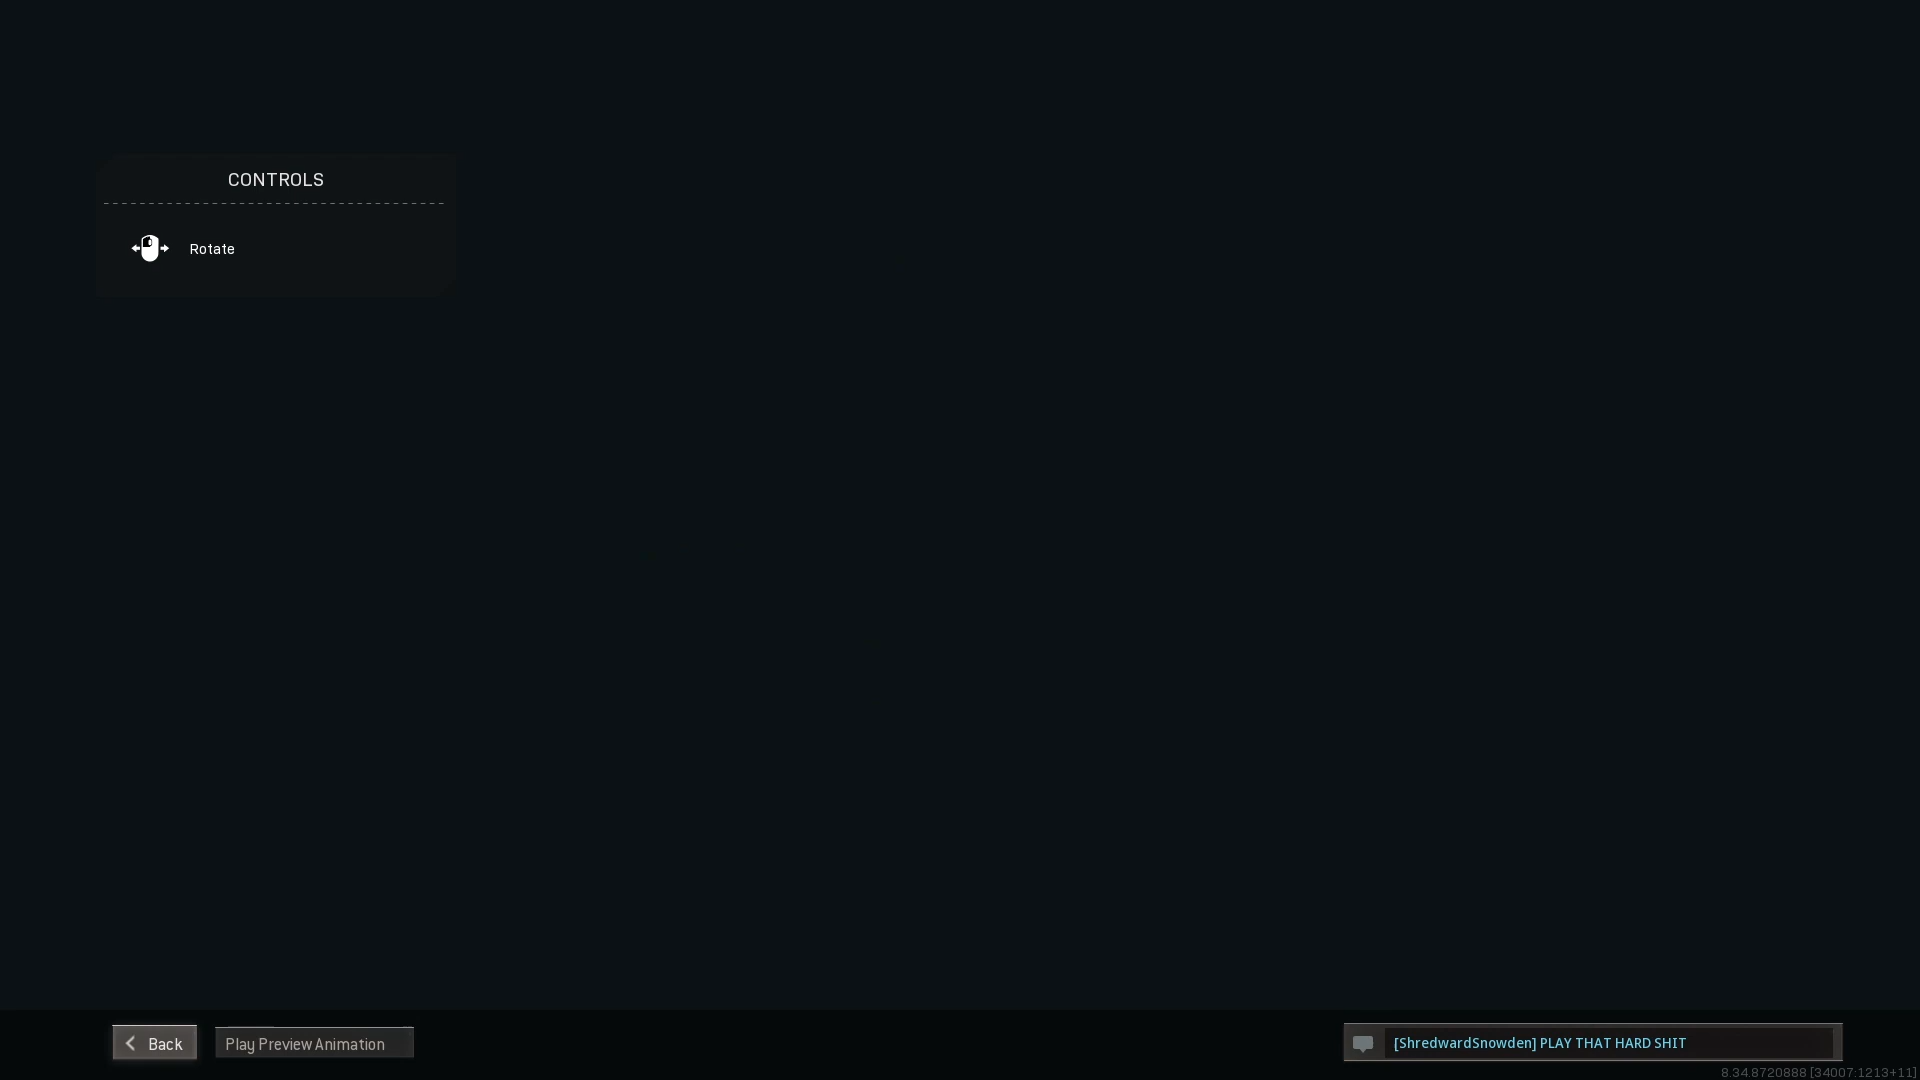 CONTROLS
Rotate
Back
Play Preview Animation
[ShredwardSnowden] PLAY THAT HARD SHIT
8.34.8720888 [34007:1213+11]